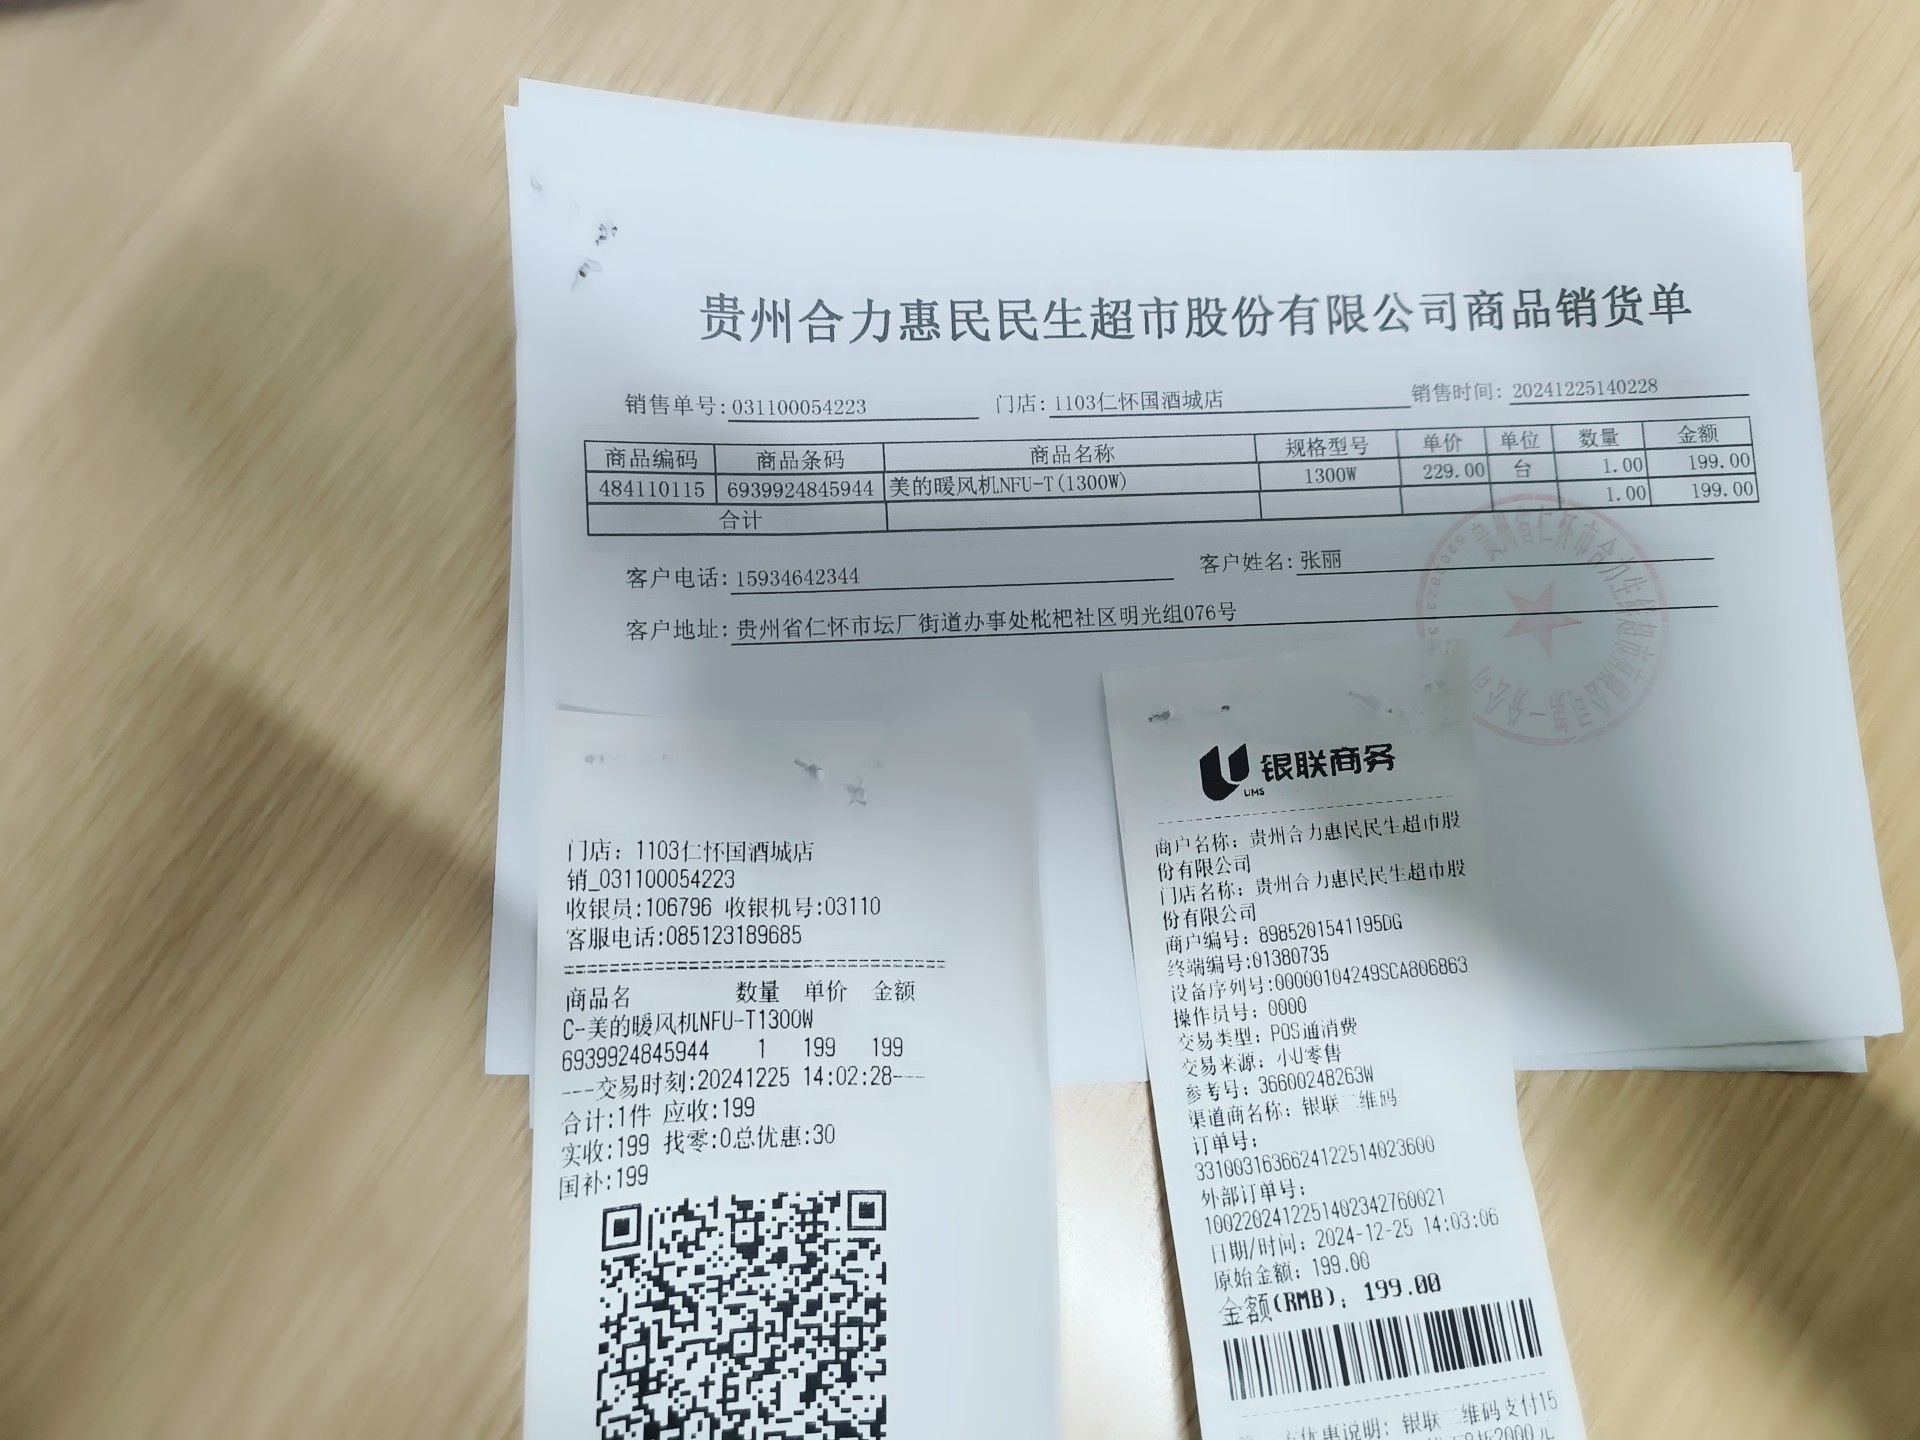 贵州合力惠民民生超市股份有限公司商品销货单
销售单号: 031100054223 门店: 1103仁怀国酒城店 销售时间: 20241225140228
商品编码 商品条码 商品名称 规格型号 单价 单位 数量 金额
484110115 6939924845944 美的暖风机NFU-T(1300W) 1300W 229.00 台 1.00 199.00
合计 1.00 199.00
客户电话: 15934642344 客户姓名: 张丽
客户地址: 贵州省仁怀市坛厂街道办事处枇杷社区明光组076号
门店: 1103仁怀国酒城店
销_031100054223
收银员:106796 收银机号:03110
客服电话:085123189685
商品名 数量 单价 金额
C-美的暖风机NFU-T1300W
6939924845944 1 199 199
---交易时刻:20241225 14:02:28---
合计:1件 应收:199
实收:199 找零:0总优惠:30
国补:199
银联商务
UMS
商户名称: 贵州合力惠民民生超市股
份有限公司
门店名称: 贵州合力惠民民生超市股
份有限公司
商户编号: 8985201541195DG
终端编号:01380735
设备序列号:00000104249SCA806863
操作员号: 0000
交易类型: POS通消费
交易来源: 小U零售
参考号: 36600248263W
渠道商名称: 银联二维码
订单号:
33100316366241225140236​00
外部订单号:
1002202412251402342760021
日期/时间: 2024-12-25 14:03:06
原始金额: 199.00
金额(RMB): 199.00
优惠说明: 银联二维码支付15